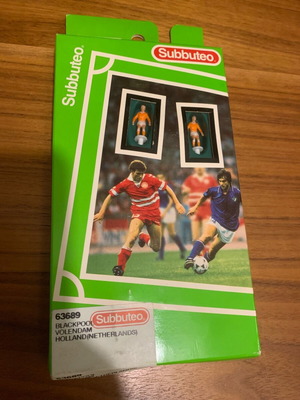 Subbuteo.
Subbuteo
63689
BLACKPOOL
Subbuteo
VOLENDAM
HOLLAND(NETHERLANDS)